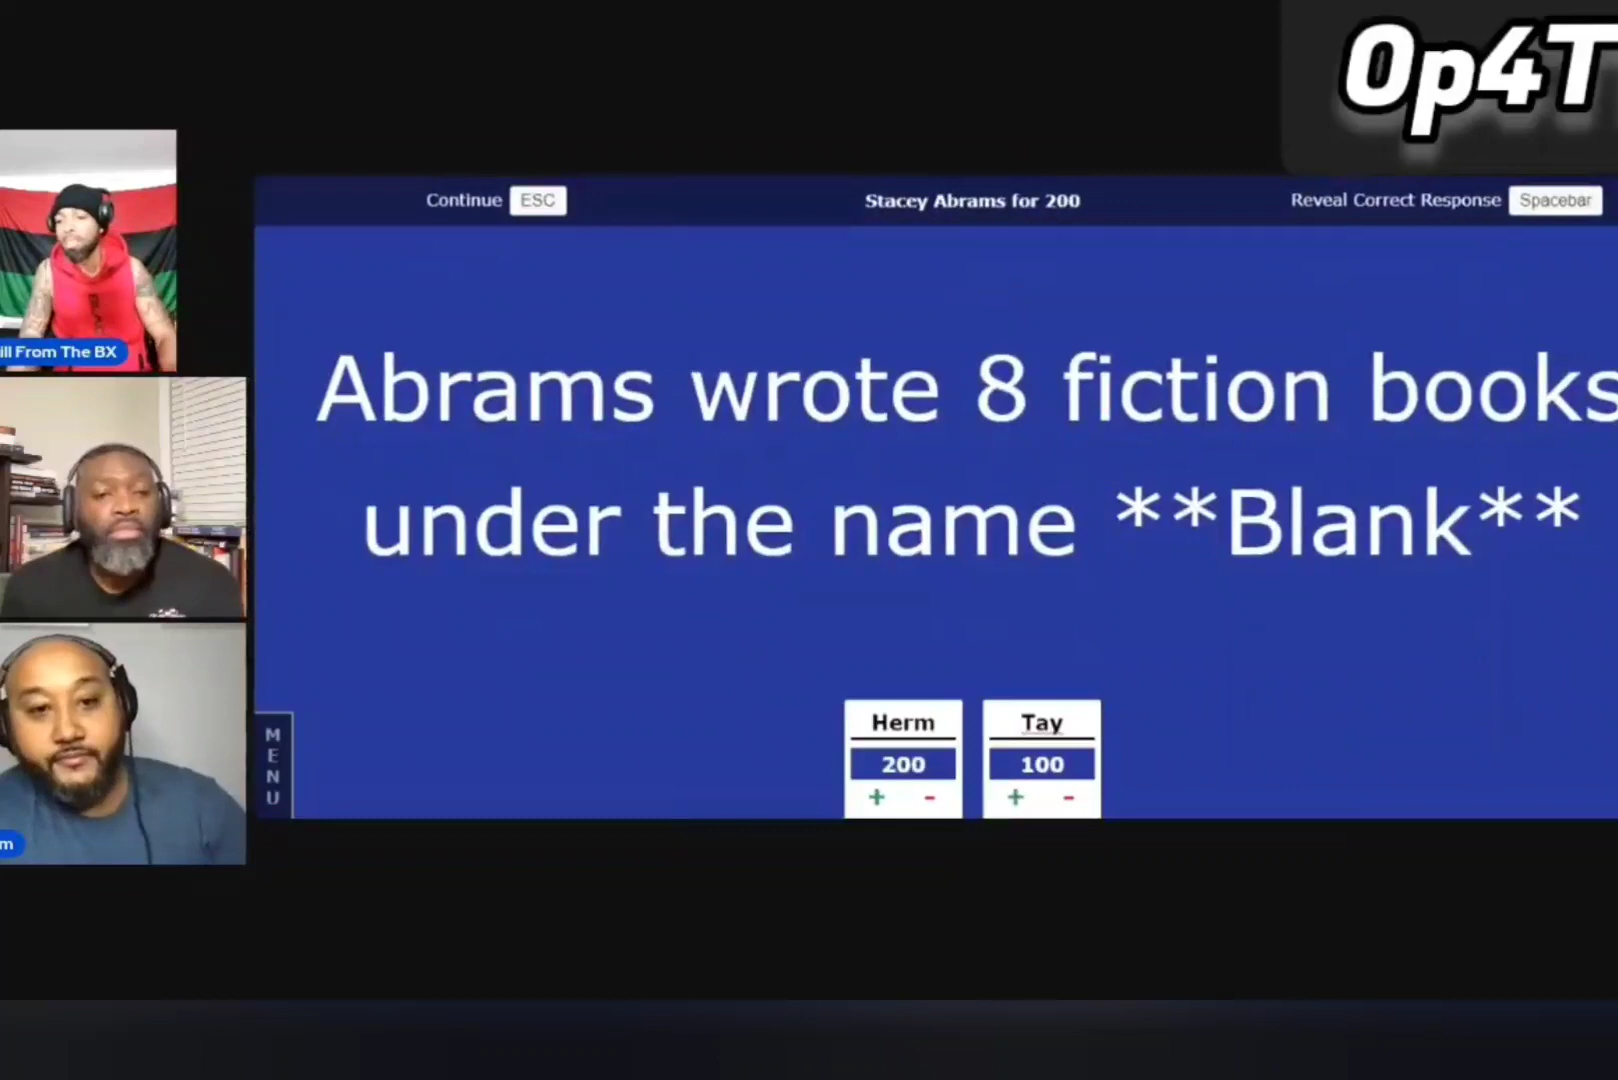 Op4T
Continue ESC
Stacey Abrams for 200
Reveal Correct Response Spacebar
ill From The BX
Abrams wrote 8 fiction books
under the name **Blank**
m
MENU
Herm
200
+ -
Tay
100
+ -